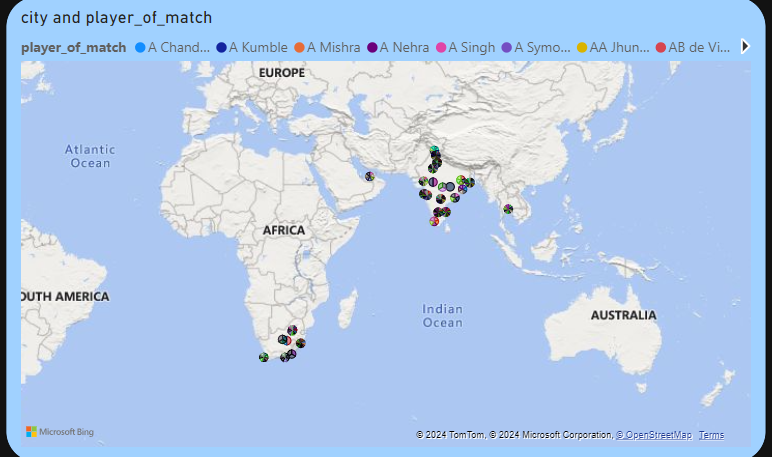 city and player_of_match
player_of_match A Chand... A Kumble A Mishra A Nehra A Singh A Symo... AA Jhun... AB de Vi...
EUROPE
Atlantic
Ocean
AFRICA
OUTH AMERICA
Indian
Ocean
AUSTRALIA
Microsoft Bing
© 2024 TomTom, © 2024 Microsoft Corporation, © OpenStreetMap Terms